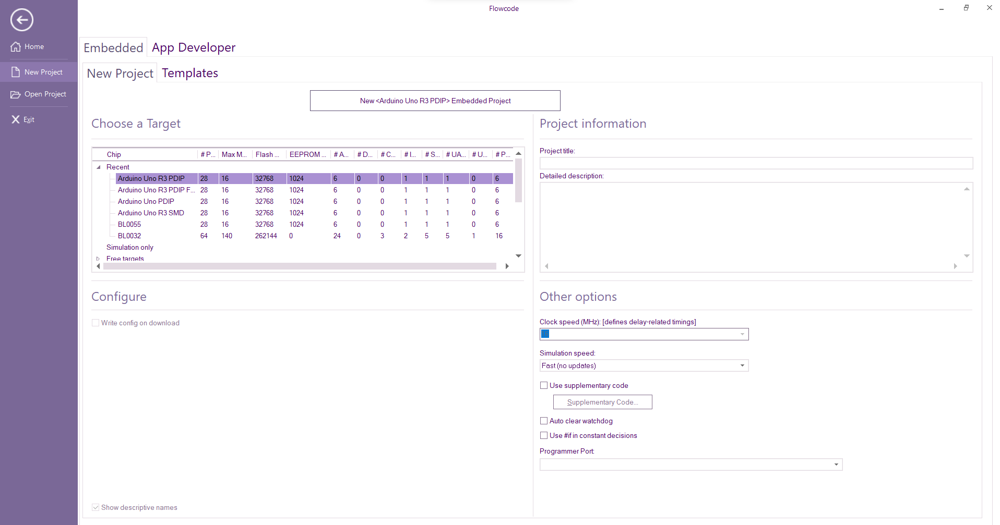 Flowcode
Home
New Project
Open Project
Exit
Embedded App Developer
New Project Templates
New <Arduino Uno R3 PDIP> Embedded Project
Choose a Target
Chip # P... Max M... Flash ... EEPROM ... # A... # D... # C... # I... # S... # UA... # U... # P...
Recent
Arduino Uno R3 PDIP 28 16 32768 1024 6 0 0 1 1 1 0 6
Arduino Uno R3 PDIP F... 28 16 32768 1024 6 0 0 1 1 1 0 6
Arduino Uno PDIP 28 16 32768 1024 6 0 0 1 1 1 0 6
Arduino Uno R3 SMD 28 16 32768 1024 6 0 0 1 1 1 0 6
BL0055 28 16 32768 1024 6 0 0 1 1 1 0 6
BL0032 64 140 262144 0 24 0 3 2 5 5 1 16
Simulation only
Free targets
Project information
Project title:
Detailed description:
Configure
Write config on download
Show descriptive names
Other options
Clock speed (MHz): [defines delay-related timings]
Simulation speed:
Fast (no updates)
Use supplementary code
Supplementary Code...
Auto clear watchdog
Use #if in constant decisions
Programmer Port: